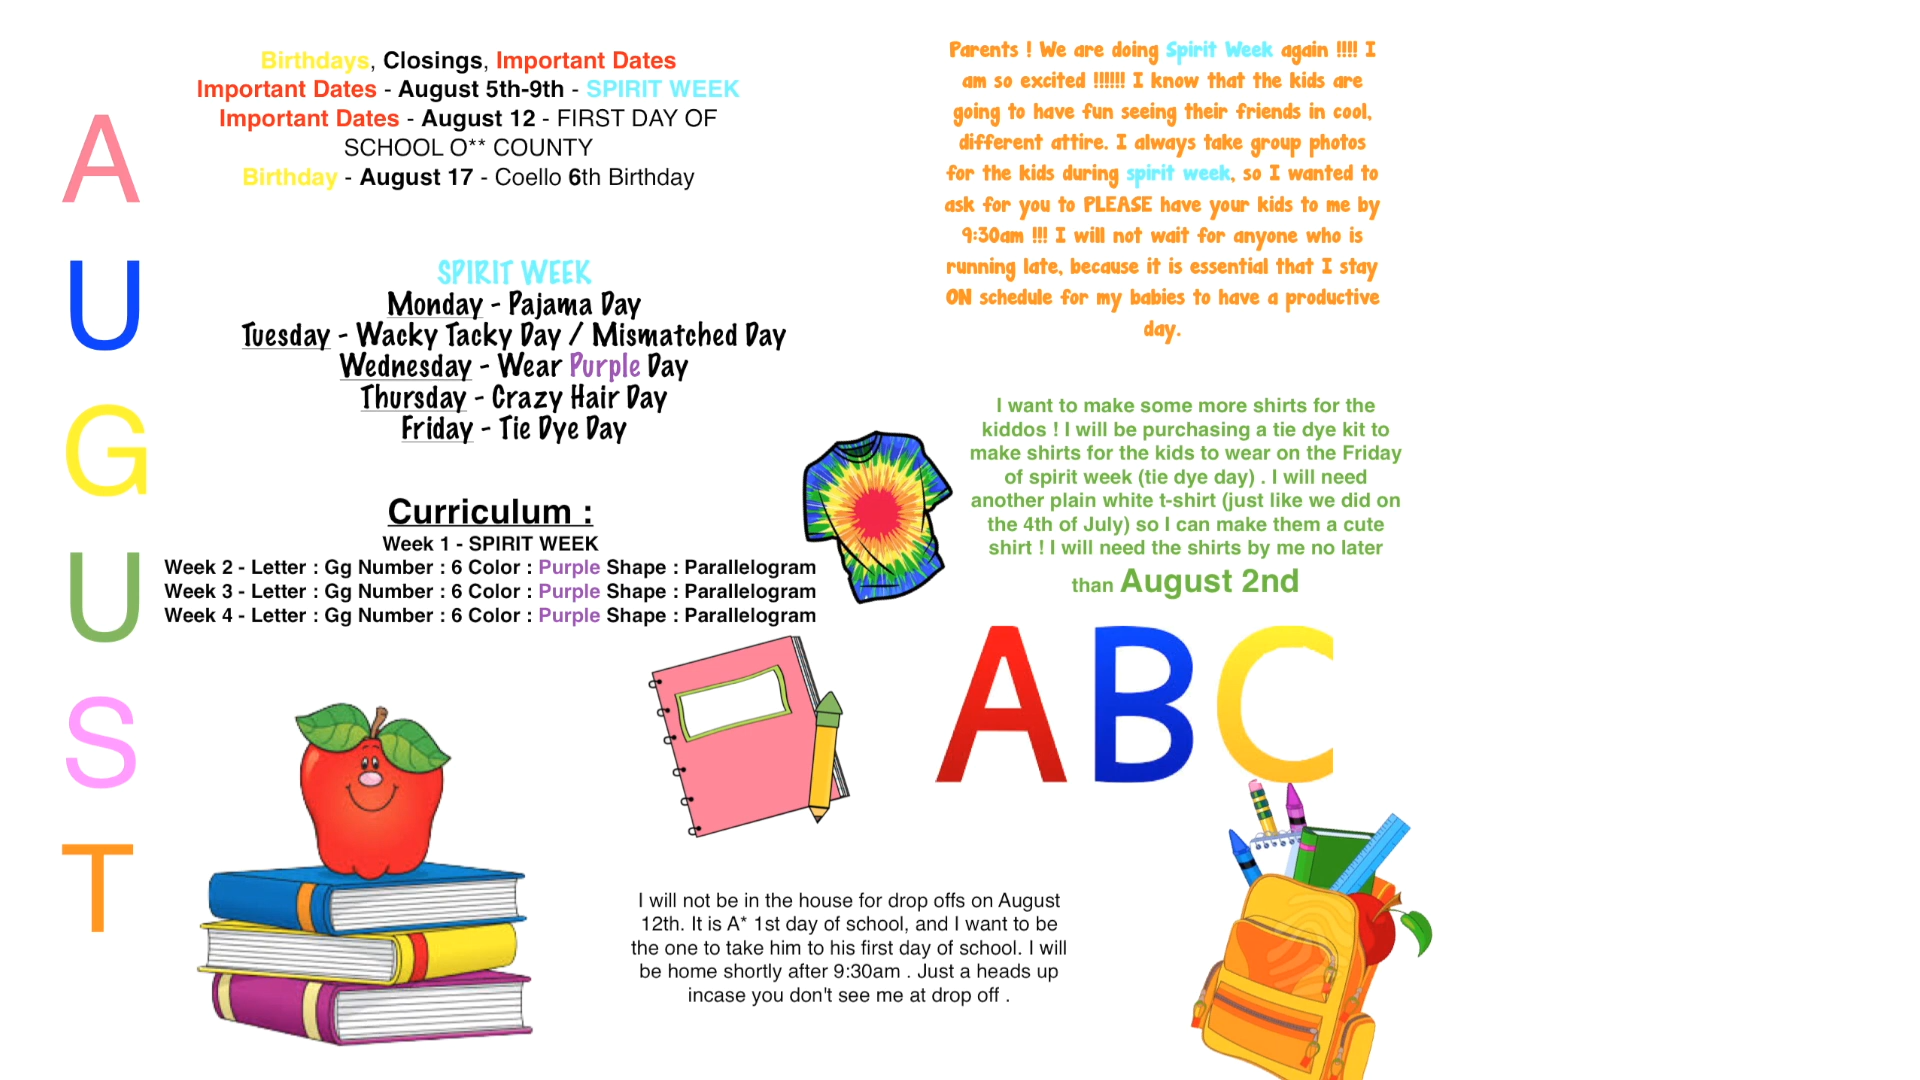 AUGUST
Birthdays, Closings, Important Dates
Important Dates - August 5th-9th - SPIRIT WEEK
Important Dates - August 12 - FIRST DAY OF
SCHOOL O** COUNTY
Birthday - August 17 - Coello 6th Birthday
SPIRIT WEEK
Monday - Pajama Day
Tuesday - Wacky Tacky Day / Mismatched Day
Wednesday - Wear Purple Day
Thursday - Crazy Hair Day
Friday - Tie Dye Day
Curriculum :
Week 1 - SPIRIT WEEK
Week 2 - Letter : Gg Number : 6 Color : Purple Shape : Parallelogram
Week 3 - Letter : Gg Number : 6 Color : Purple Shape : Parallelogram
Week 4 - Letter : Gg Number : 6 Color : Purple Shape : Parallelogram
Parents ! We are doing Spirit Week again !!!! I
am so excited !!!!!! I know that the kids are
going to have fun seeing their friends in cool,
different attire. I always take group photos
for the kids during spirit week, so I wanted to
ask for you to PLEASE have your kids to me by
9:30am !!! I will not wait for anyone who is
running late, because it is essential that I stay
ON schedule for my babies to have a productive
day.
I want to make some more shirts for the
kiddos ! I will be purchasing a tie dye kit to
make shirts for the kids to wear on the Friday
of spirit week (tie dye day) . I will need
another plain white t-shirt (just like we did on
the 4th of July) so I can make them a cute
shirt ! I will need the shirts by me no later
than August 2nd
ABC
I will not be in the house for drop offs on August
12th. It is A* 1st day of school, and I want to be
the one to take him to his first day of school. I will
be home shortly after 9:30am . Just a heads up
incase you don't see me at drop off .